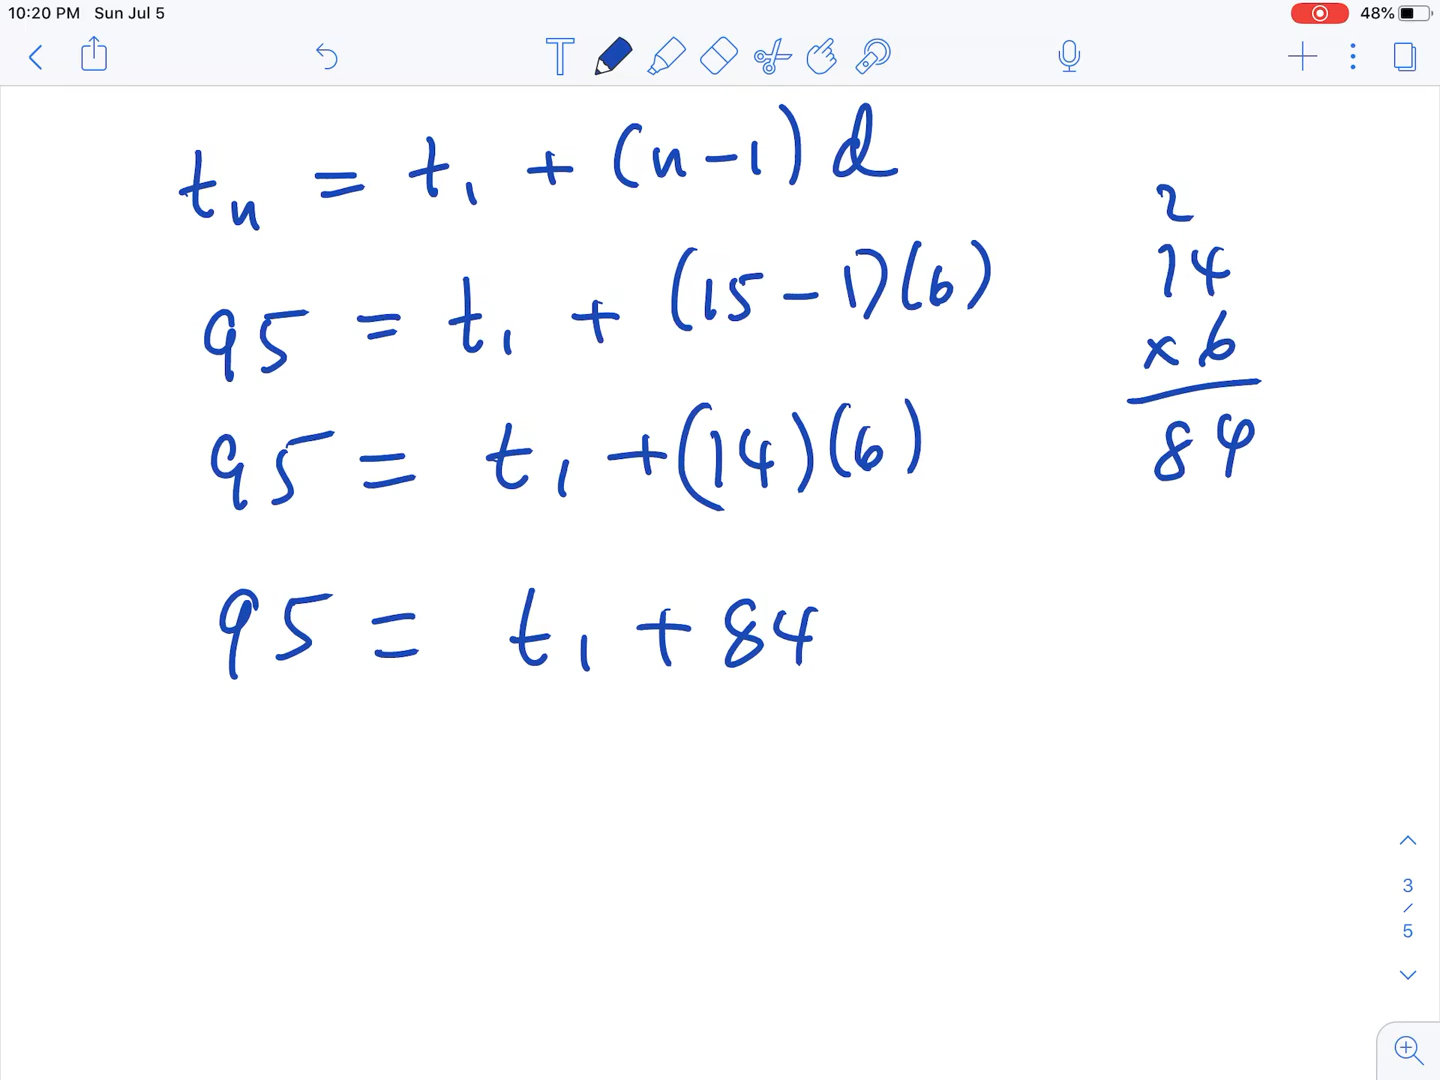 10:20 PM Sun Jul 5
48%
T
tₙ = t₁ + (n-1)d
95 = t₁ + (15-1)(6)
95 = t₁ + (14)(6)
95 = t₁ + 84
2
14
x 6
84
3
/
5